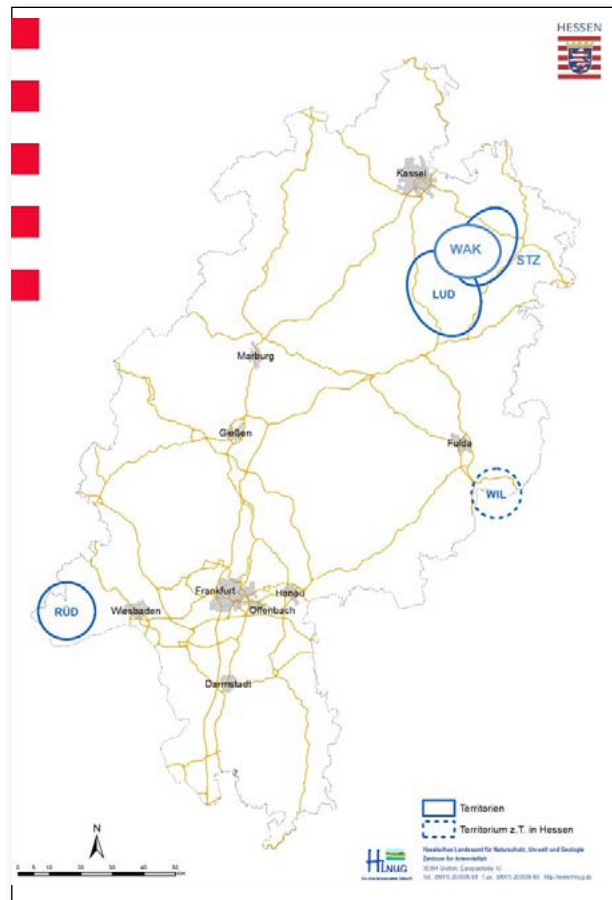 HESSEN
Kassel
WAK
STZ
LUD
Marburg
Gießen
Fulda
WIL
Frankfurt
Hanau
RÜD
Wiesbaden
Offenbach
Darmstadt
Territorien
N
Territorium z.T. in Hessen
HLNUG
Hessisches Landesamt für Naturschutz, Umwelt und Geologie
Zentrum für Artenvielfalt
0 10 20 30 40 50